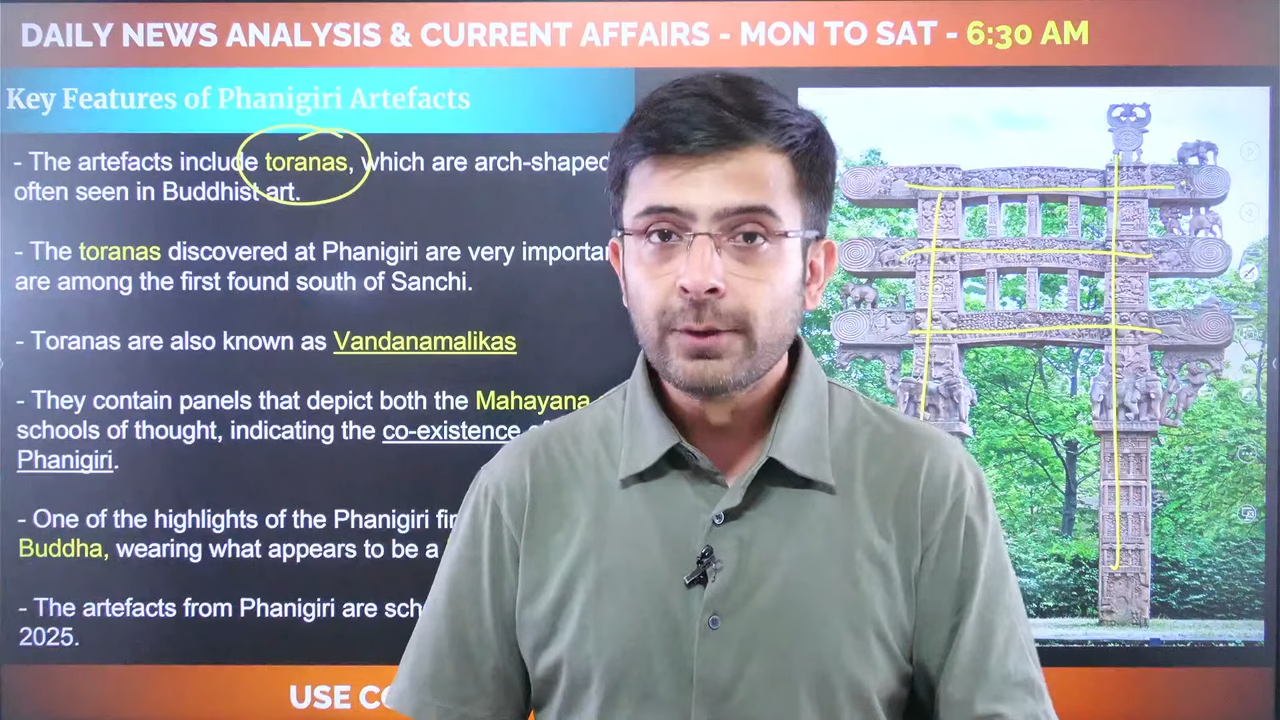 DAILY NEWS ANALYSIS & CURRENT AFFAIRS - MON TO SAT - 6:30 AM
Key Features of Phanigiri Artefacts
- The artefacts include toranas, which are arch-shaped
often seen in Buddhist art.
- The toranas discovered at Phanigiri are very
are among the first found south of Sanchi.
- Toranas are also known as Vandanamalikas
- They contain panels that depict both the Mahayana
schools of thought, indicating the co-existence
Phanigiri.
- One of the highlights of the Phanigiri
Buddha, wearing what appears to be a
- The artefacts from Phanigiri are
2025.
USE